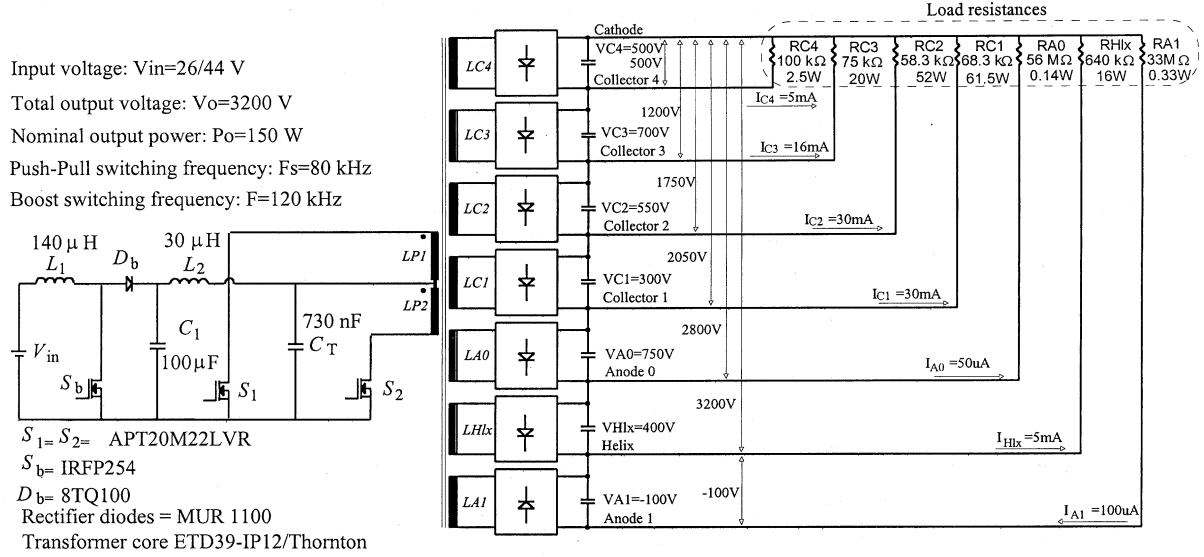 Load resistances
Input voltage: Vin=26/44 V
Total output voltage: Vo=3200 V
Nominal output power: Po=150 W
Push-Pull switching frequency: Fs=80 kHz
Boost switching frequency: F=120 kHz
140 μH
L1
Db
30 μH
L2
LP1
LP2
Vin
C1
100μF
730 nF
CT
Sb
S1
S2
S1= S2= APT20M22LVR
Sb= IRFP254
Db= 8TQ100
Rectifier diodes = MUR 1100
Transformer core ETD39-IP12/Thornton
LC4
LC3
LC2
LC1
LA0
LHlx
LA1
Cathode
VC4=500V
500V
Collector 4
1200V
VC3=700V
Collector 3
1750V
VC2=550V
Collector 2
2050V
VC1=300V
Collector 1
2800V
VA0=750V
Anode 0
3200V
VHlx=400V
Helix
-100V
VA1=-100V
Anode 1
RC4
100 kΩ
2.5W
RC3
75 kΩ
20W
RC2
58.3 kΩ
52W
RC1
68.3 kΩ
61.5W
RA0
56 MΩ
0.14W
RHlx
640 kΩ
16W
RA1
33MΩ
0.33W
IC4 =5mA
IC3 =16mA
IC2 =30mA
IC1 =30mA
IA0 =50uA
IHlx =5mA
IA1 =100uA